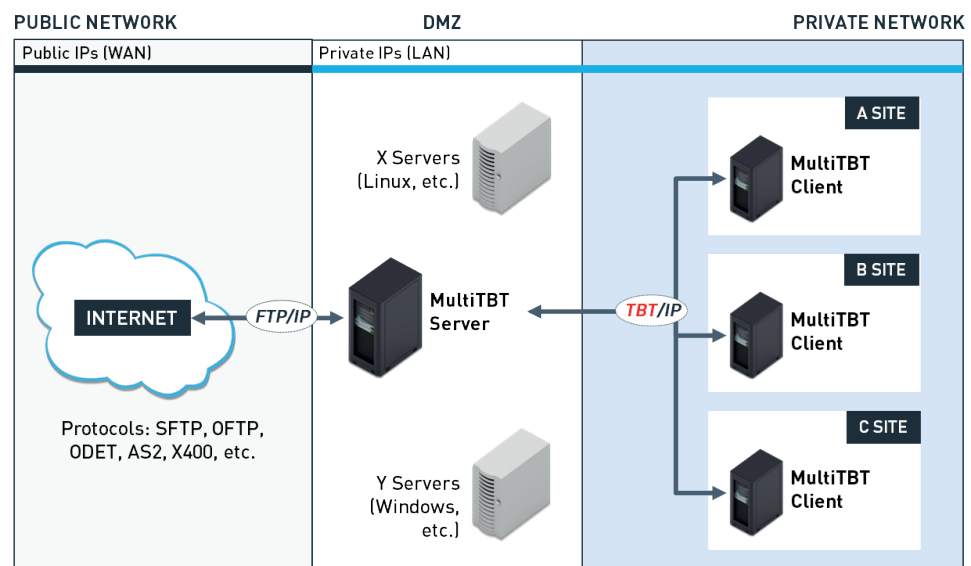 PUBLIC NETWORK
DMZ
PRIVATE NETWORK
Public IPs (WAN)
Private IPs (LAN)
A SITE
X Servers
(Linux, etc.)
MultiTBT
Client
B SITE
INTERNET
FTP/IP
MultiTBT
Server
TBT/IP
MultiTBT
Client
Protocols: SFTP, OFTP,
ODET, AS2, X400, etc.
C SITE
Y Servers
(Windows,
etc.)
MultiTBT
Client